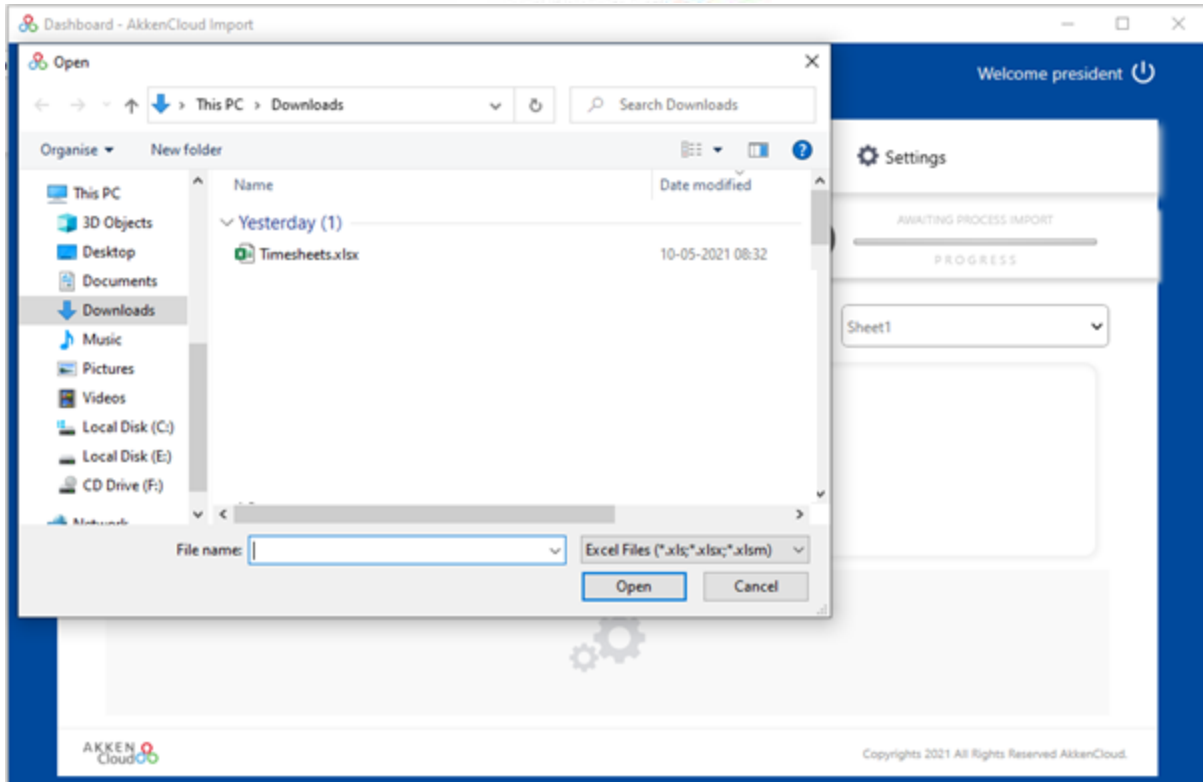 Dashboard - AkkenCloud Import
Open
Welcome president
This PC > Downloads
Search Downloads
Organise
New folder
Settings
This PC
Name
Date modified
3D Objects
Yesterday (1)
AWAITING PROCESS IMPORT
Desktop
Timesheets.xlsx
10-05-2021 08:32
PROGRESS
Documents
Downloads
Music
Sheet1
Pictures
Videos
Local Disk (C:)
Local Disk (E:)
CD Drive (F:)
Network
File name:
Excel Files (*.xls;*.xlsx;*.xlsm)
Open
Cancel
AKKEN
Cloud
Copyrights 2021 All Rights Reserved AkkenCloud.